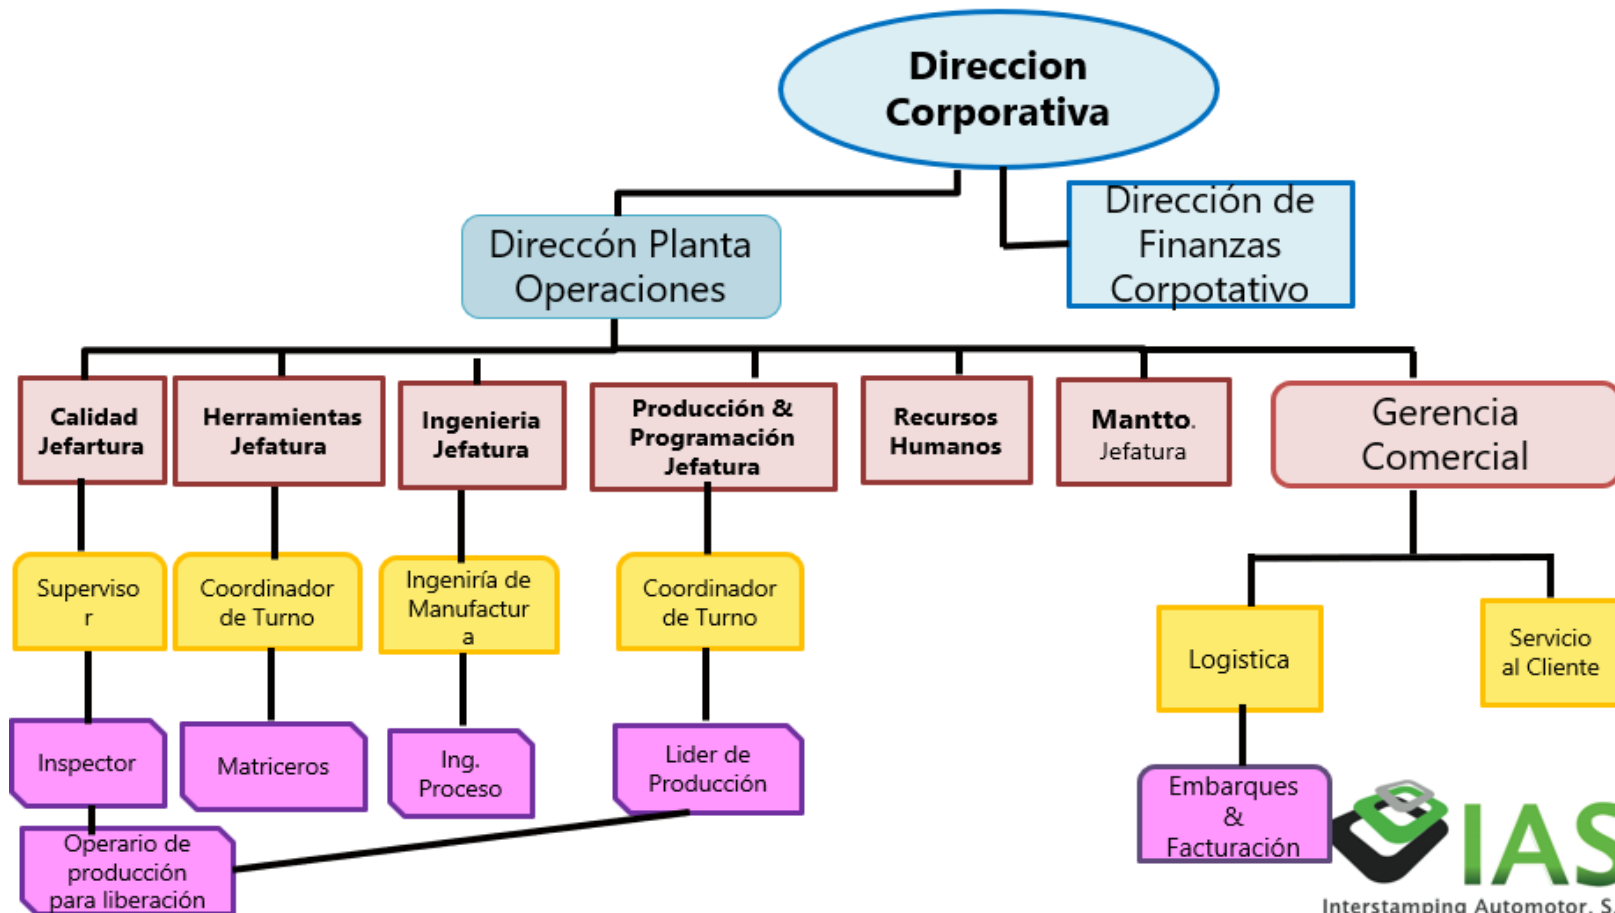 Direccion
Corporativa
Dirección de
Finanzas
Corpotativo
Direccón Planta
Operaciones
Calidad
Jefartura
Herramientas
Jefatura
Ingenieria
Jefatura
Producción &
Programación
Jefatura
Recursos
Humanos
Mantto.
Jefatura
Gerencia
Comercial
Superviso
r
Coordinador
de Turno
Ingeniría de
Manufactur
a
Coordinador
de Turno
Logistica
Servicio
al Cliente
Inspector
Matriceros
Ing.
Proceso
Lider de
Producción
Embarques
&
Facturación
Operario de
producción
para liberación
IAS
Interstamping Automotor, S.